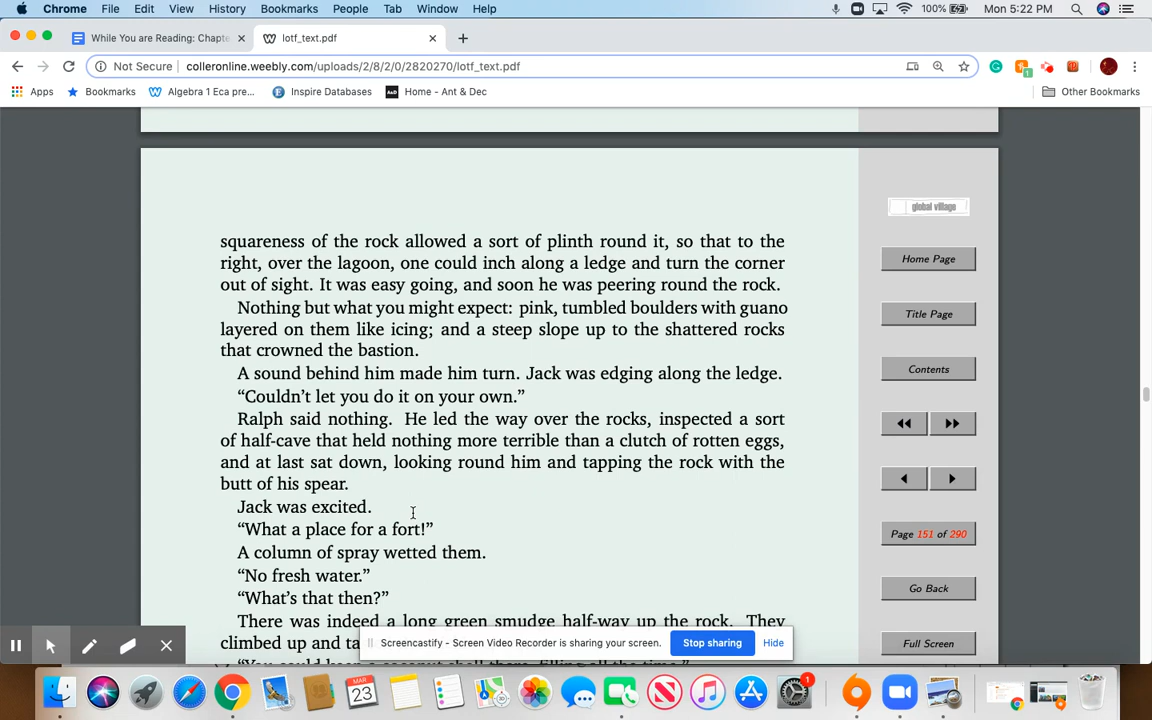 Chrome File Edit View History Bookmarks People Tab Window Help 100% Mon 5:22 PM
While You are Reading: Chapte × lotf_text.pdf × +
Not Secure colleronline.weebly.com/uploads/2/8/2/0/2820270/lotf_text.pdf
Apps Bookmarks Algebra 1 Eca pre... Inspire Databases Home - Ant & Dec Other Bookmarks
global village
squareness of the rock allowed a sort of plinth round it, so that to the
right, over the lagoon, one could inch along a ledge and turn the corner
out of sight. It was easy going, and soon he was peering round the rock.
Nothing but what you might expect: pink, tumbled boulders with guano
layered on them like icing; and a steep slope up to the shattered rocks
that crowned the bastion.
A sound behind him made him turn. Jack was edging along the ledge.
“Couldn’t let you do it on your own.”
Ralph said nothing. He led the way over the rocks, inspected a sort
of half-cave that held nothing more terrible than a clutch of rotten eggs,
and at last sat down, looking round him and tapping the rock with the
butt of his spear.
Jack was excited.
“What a place for a fort!”
A column of spray wetted them.
“No fresh water.”
“What’s that then?”
There was indeed a long green smudge half-way up the rock. They
climbed up and
Home Page
Title Page
Contents
Page 151 of 290
Go Back
Full Screen
Screencastify - Screen Video Recorder is sharing your screen. Stop sharing Hide
MAR
23
1